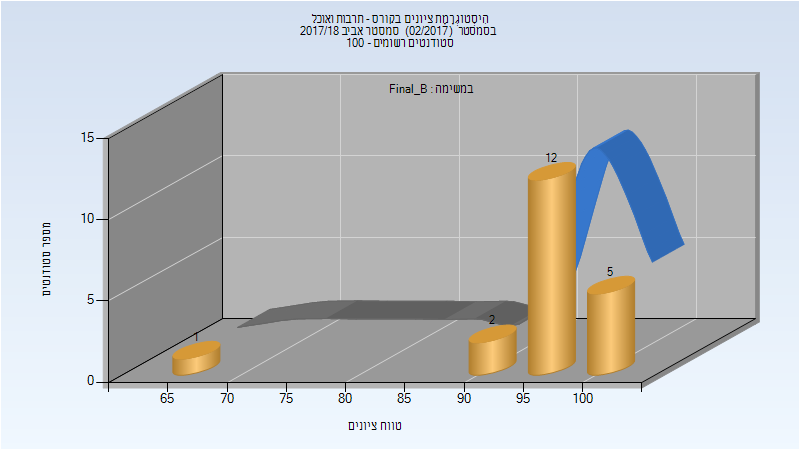 היסטוגרמת ציונים בקורס - תרבות ואוכל
בסמסטר (02/2017) סמסטר אביב 2017/18
סטודנטים רשומים - 100
במשימה : Final_B
מספר סטודנטים
15
10
5
0
1
2
12
5
65
70
75
80
85
90
95
100
טווח ציונים